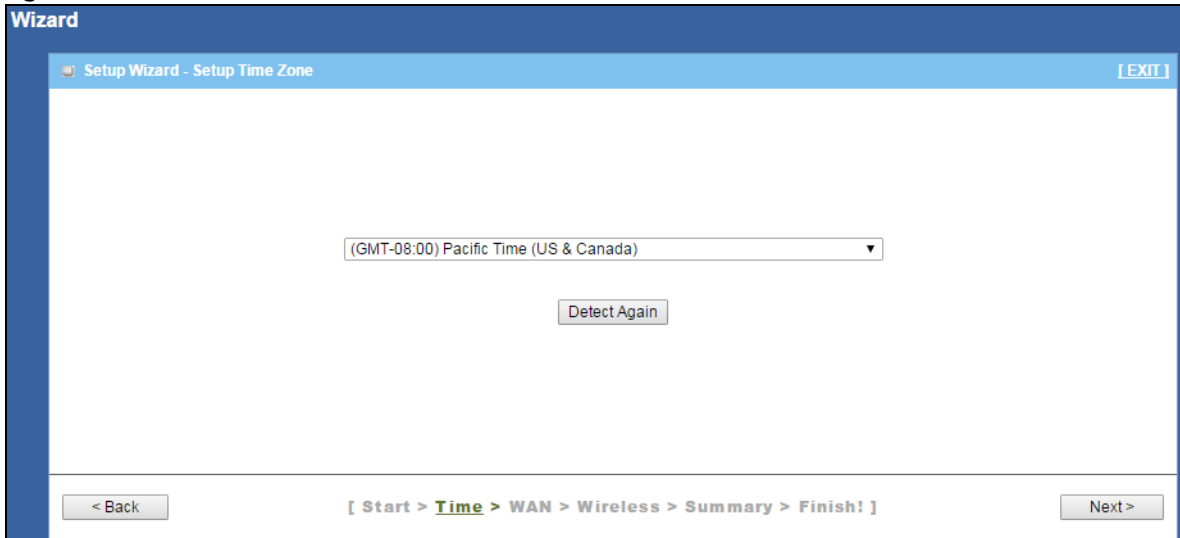 Wizard
Setup Wizard - Setup Time Zone [ EXIT ]
(GMT-08:00) Pacific Time (US & Canada)
Detect Again
< Back [ Start > Time > WAN > Wireless > Summary > Finish! ] Next >